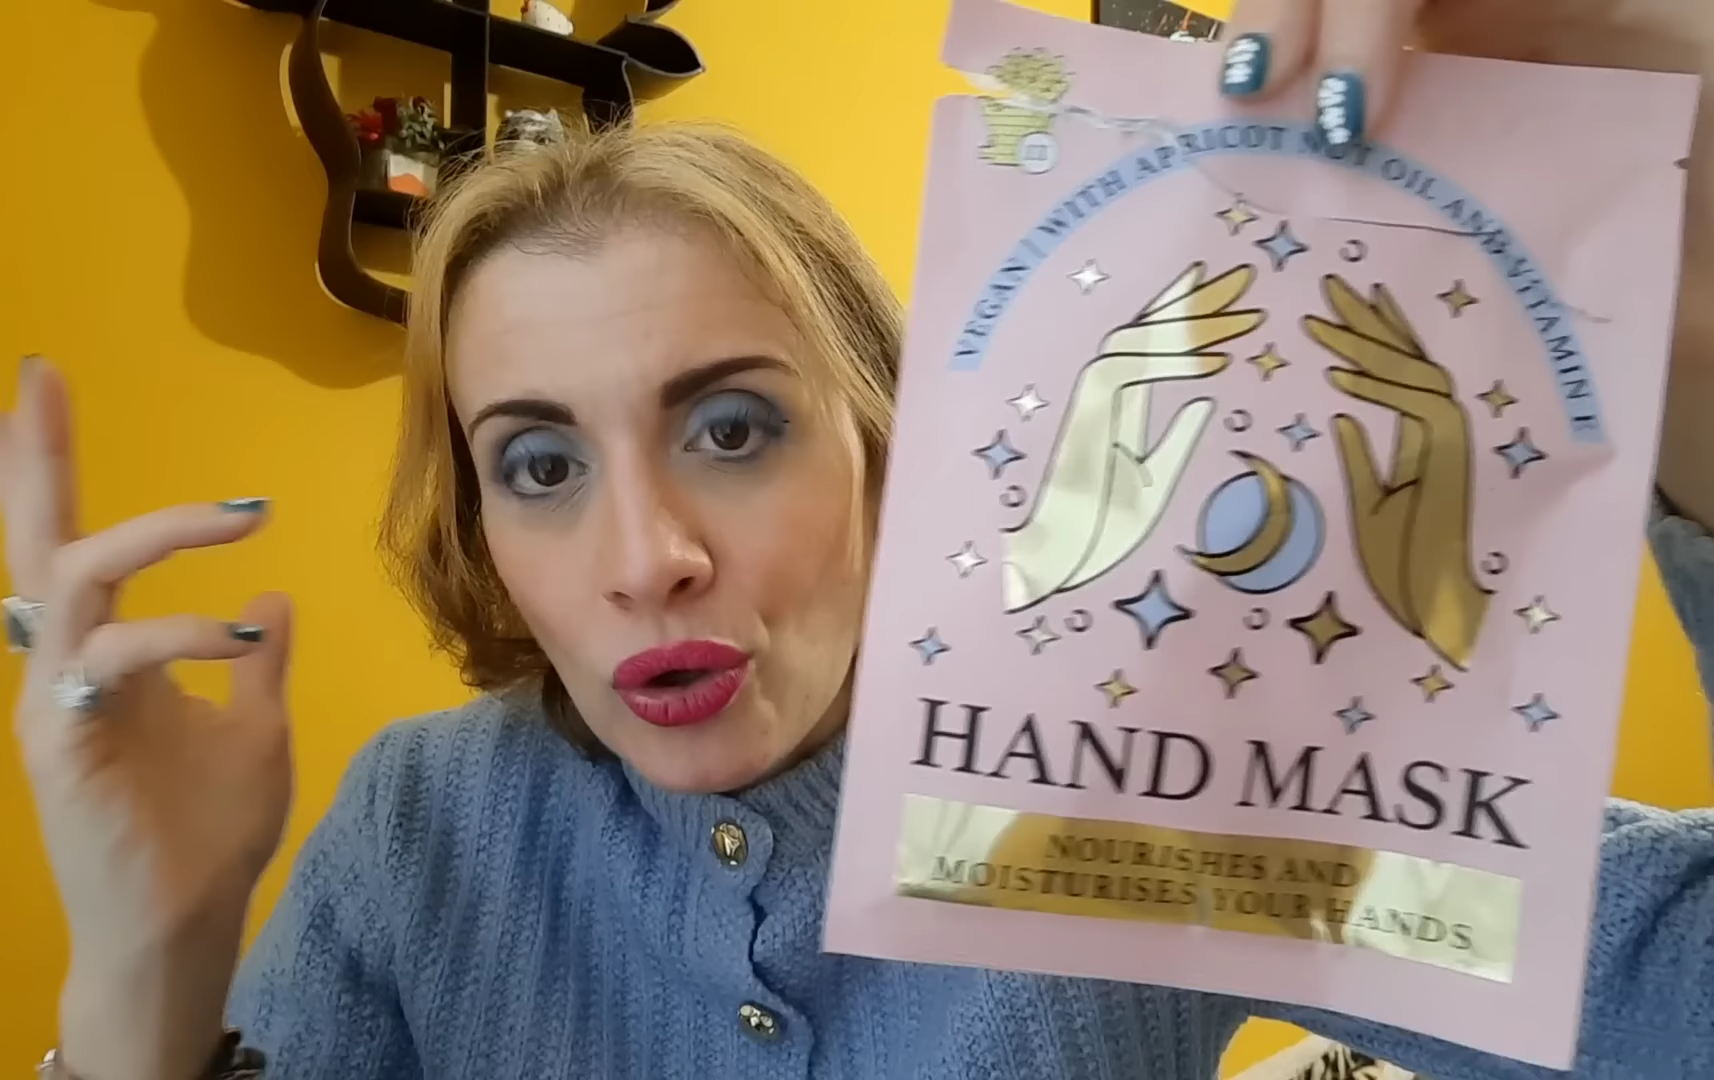 VEGAN | WITH APRICOT NUT OIL AND VITAMIN E
HAND MASK
NOURISHES AND
MOISTURISES YOUR HANDS